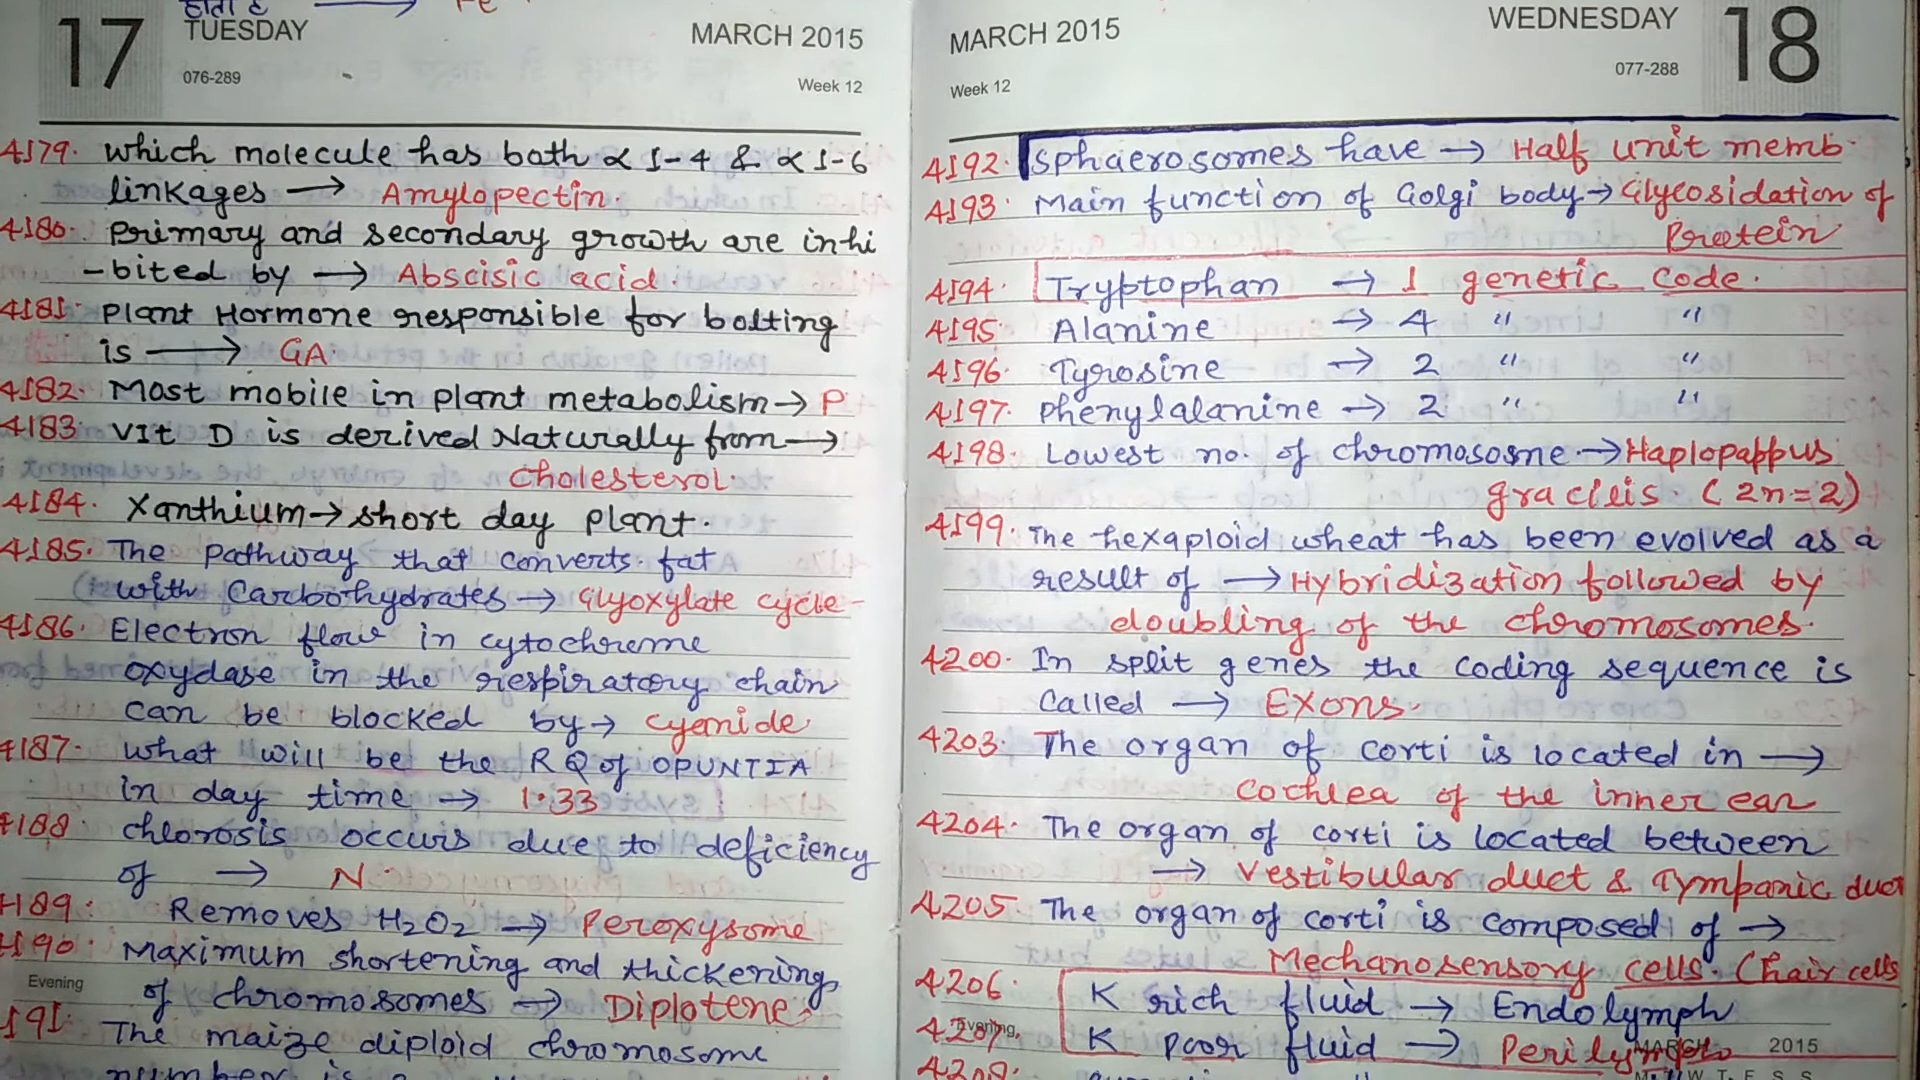 होता है → Fe
17 TUESDAY MARCH 2015
076-289 Week 12
4179. Which molecule has both α 1-4 & α 1-6
linkages → Amylopectin.
4180. Primary and secondary growth are inhi
-bited by → Abscisic acid.
4181. Plant Hormone responsible for bolting
is → GA.
4182. Most mobile in plant metabolism → P
4183. Vit D is derived Naturally from →
Cholesterol.
4184. Xanthium → short day plant.
4185. The pathway that converts fat
with Carbohydrates → Glyoxylate cycle-
4186. Electron flow in cytochrome
oxydase in the respiratory chain
can be blocked by → cyanide
4187. What will be the RQ of OPUNTIA
in day time → 1.33
4188. chlorosis occurs due to deficiency
of → N.
4189. Removes H2O2 → Peroxysome
4190. Maximum shortening and thickening
Evening
of chromosomes → Diplotene
4191. The maize diploid chromosome
number is
MARCH 2015 WEDNESDAY 18
Week 12 077-288
4192. Sphaerosomes have → Half unit memb.
4193. Main function of Golgi body → Glycosidation of
Protein
4194. Tryptophan → 1 genetic code.
4195. Alanine → 4 " "
4196. Tyrosine → 2 " "
4197. Phenylalanine → 2 " "
4198. Lowest no. of chromosome → Haplopappus
gracilis. (2n=2)
4199. The hexaploid wheat has been evolved as a
result of → Hybridization followed by
doubling of the chromosomes.
4200. In split genes the coding sequence is
called → Exons.
4203. The organ of corti is located in →
Cochlea of the inner ear
4204. The organ of corti is located between
→ Vestibular duct & Tympanic duct
4205. The organ of corti is composed of →
Mechanosensory cells. (hair cells
4206. K rich fluid → Endolymph
Evening
4207. K poor fluid → Perilymph
MARCH 2015
4208.
M T W T F S S